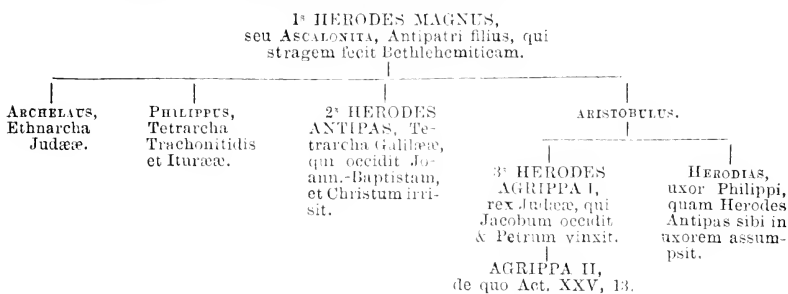 1ˢ HERODES MAGNUS,
seu ASCALONITA, Antipatri filius, qui
stragem fecit Bethlehemiticam.
ARCHELAUS,
Ethnarcha
Judææ.
PHILIPPUS,
Tetrarcha
Trachonitidis
et Iturææ.
2ˢ HERODES
ANTIPAS, Te-
trarcha Galilææ,
qui occidit Jo-
ann.-Baptistam,
et Christum irri-
sit.
ARISTOBULUS.
3ˢ HERODES
AGRIPPA I,
rex Judææ, qui
Jacobum occidit
& Petrum vinxit.
AGRIPPA II,
de quo Act. XXV, 13.
HERODIAS,
uxor Philippi,
quam Herodes
Antipas sibi in
uxorem assum-
psit.